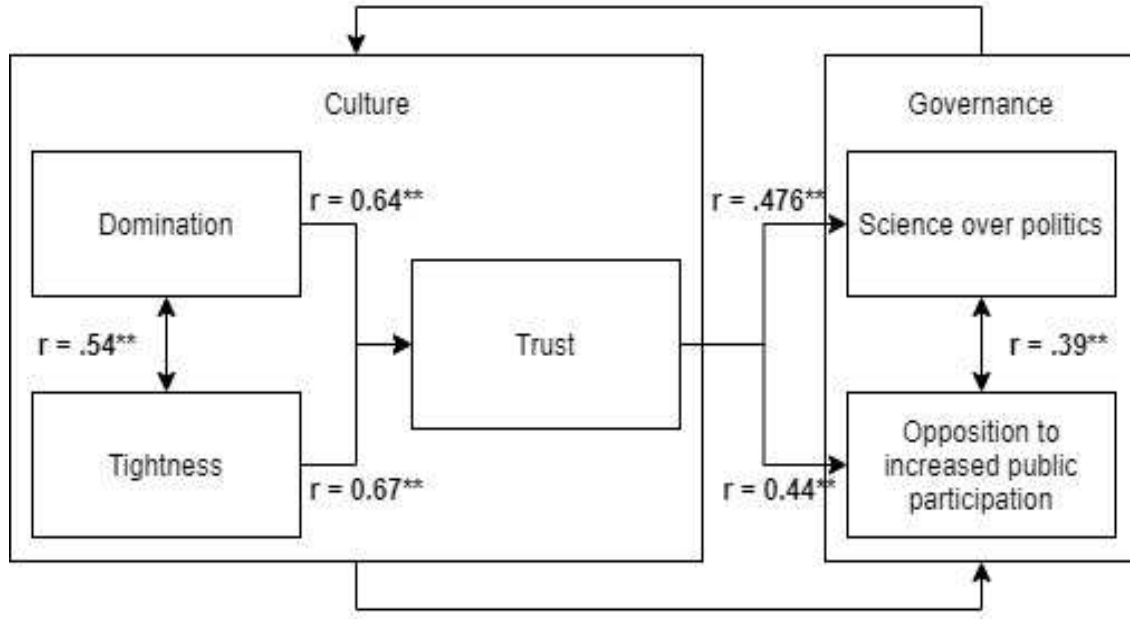 Culture
Governance
Domination
r = 0.64**
r = .476**
Science over politics
r = .54**
Trust
r = .39**
Tightness
r = 0.67**
r = 0.44**
Opposition to
increased public
participation